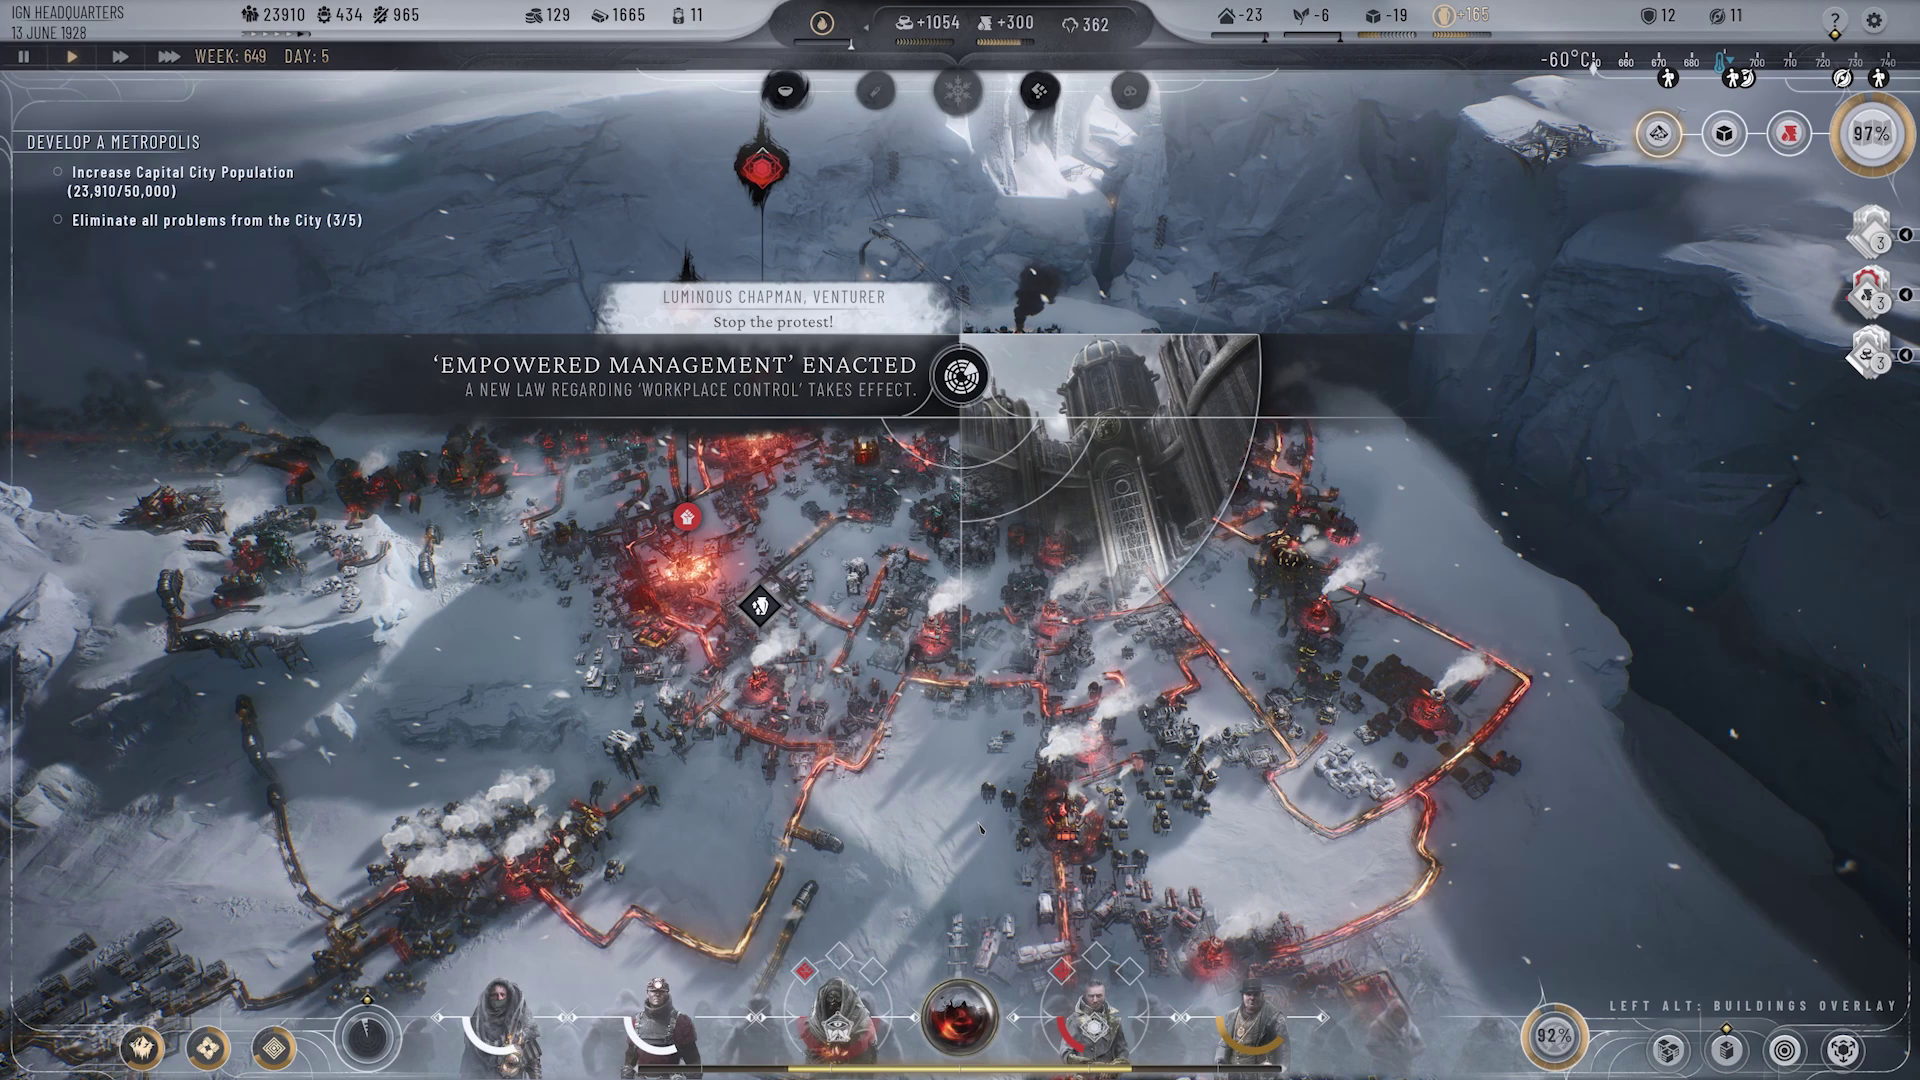 IGN HEADQUARTERS
13 JUNE 1928
23910 434 965
129 1665 11
+1054 +300 362
-23 -6 -19 +165
12 11
?
WEEK: 649 DAY: 5
-60°C
660 670 680 700 710 720 730 740
97%
DEVELOP A METROPOLIS
Increase Capital City Population
(23,910/50,000)
Eliminate all problems from the City (3/5)
3
3
3
LUMINOUS CHAPMAN, VENTURER
Stop the protest!
‘EMPOWERED MANAGEMENT’ ENACTED
A NEW LAW REGARDING ‘WORKPLACE CONTROL’ TAKES EFFECT.
LEFT ALT: BUILDINGS OVERLAY
92%